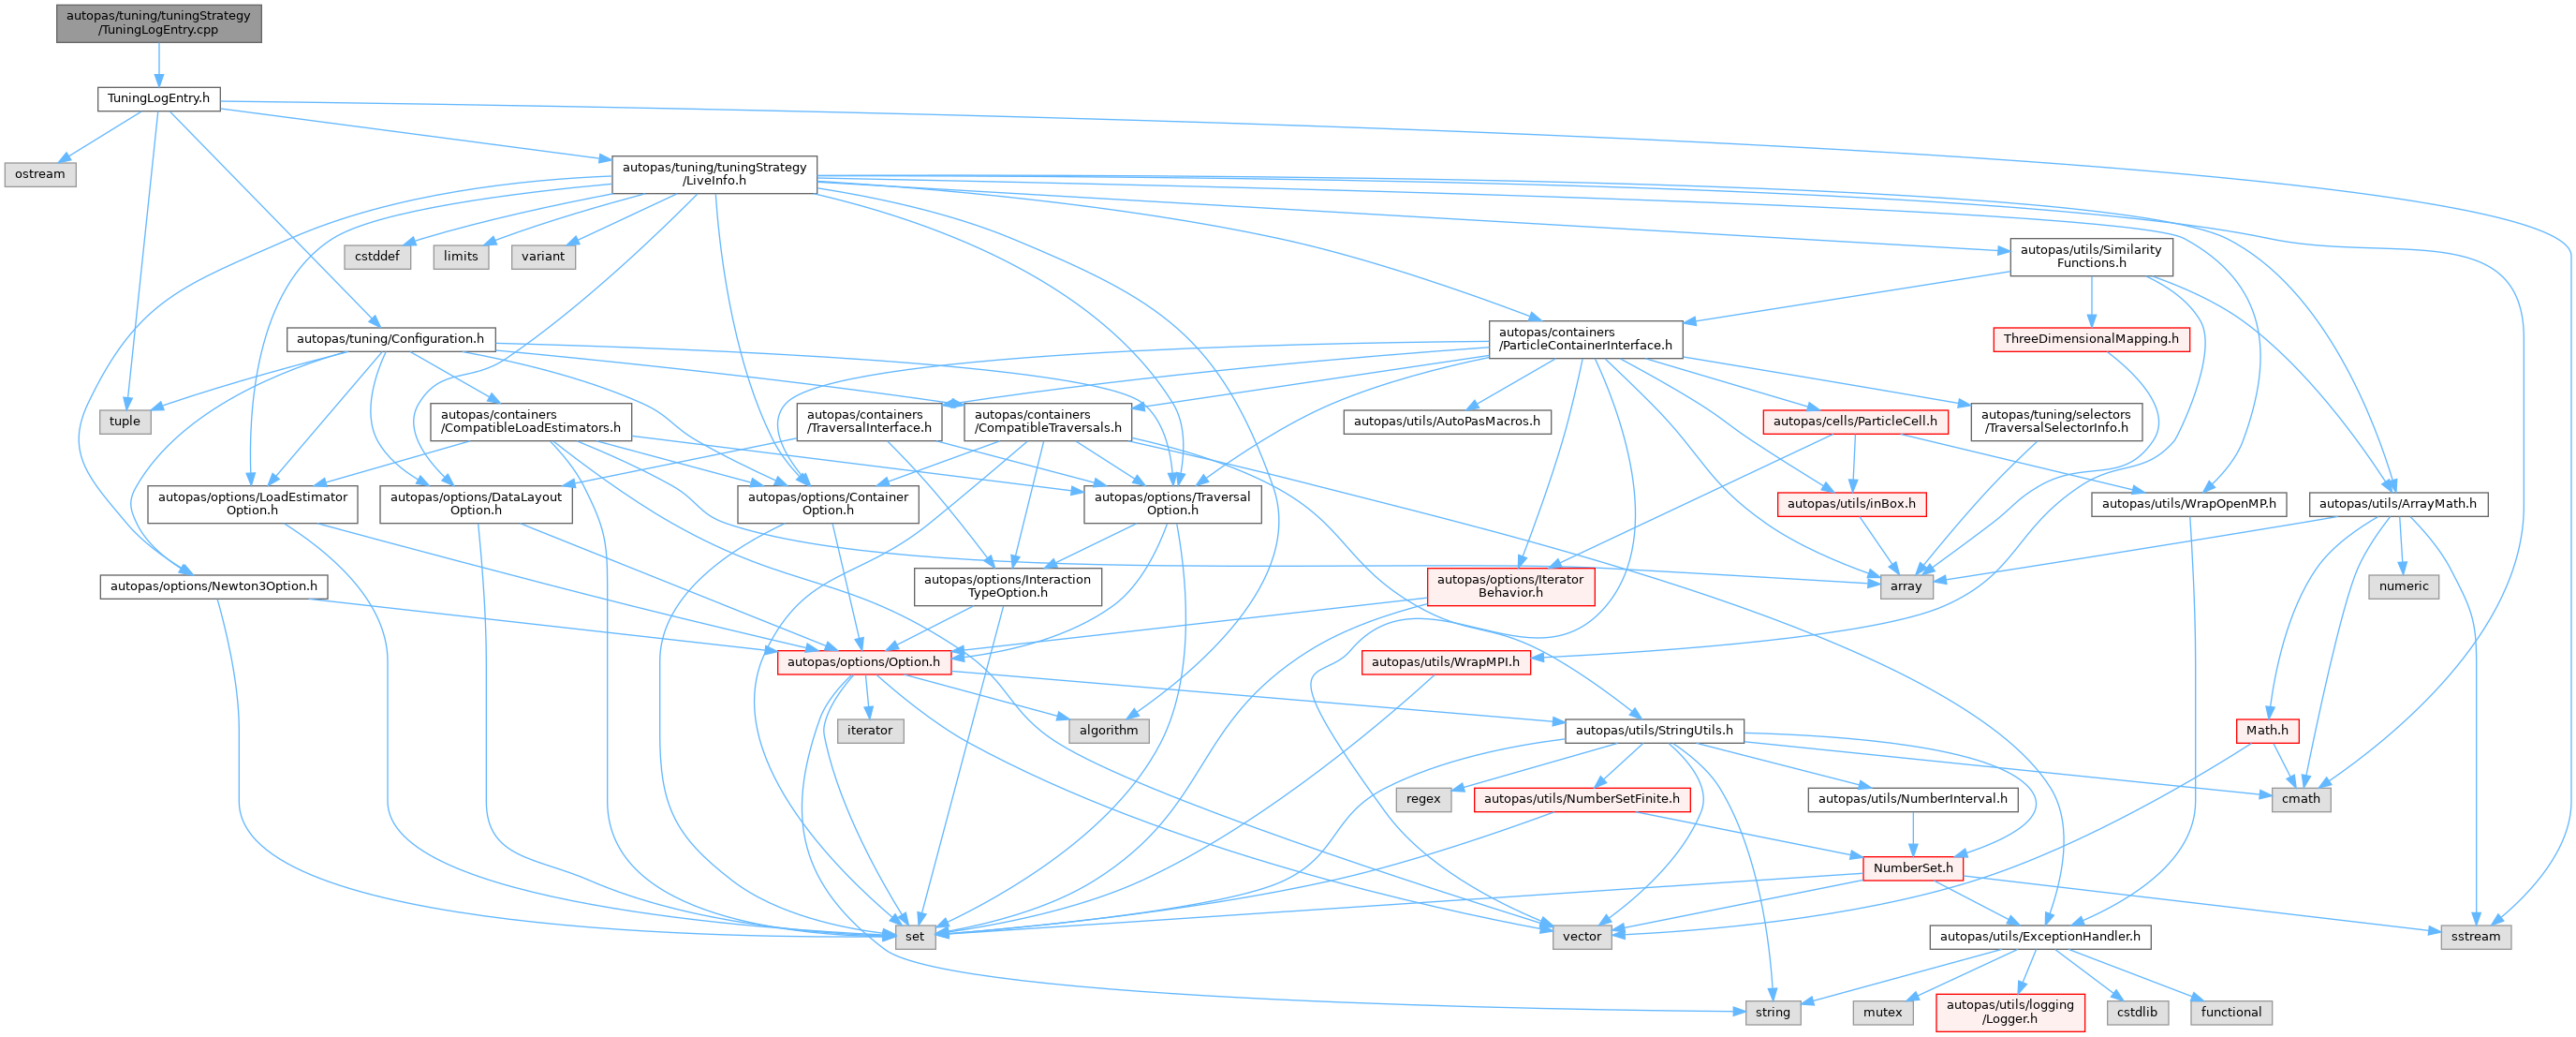 autopas/tuning/tuningStrategy
/TuningLogEntry.cpp
TuningLogEntry.h
ostream
autopas/tuning/tuningStrategy
/LiveInfo.h
cstddef
limits
variant
autopas/utils/Similarity
Functions.h
autopas/tuning/Configuration.h
autopas/containers
/ParticleContainerInterface.h
ThreeDimensionalMapping.h
tuple
autopas/containers
/CompatibleLoadEstimators.h
autopas/containers
/TraversalInterface.h
autopas/containers
/CompatibleTraversals.h
autopas/utils/AutoPasMacros.h
autopas/cells/ParticleCell.h
autopas/tuning/selectors
/TraversalSelectorInfo.h
autopas/options/LoadEstimator
Option.h
autopas/options/DataLayout
Option.h
autopas/options/Container
Option.h
autopas/options/Traversal
Option.h
autopas/utils/inBox.h
autopas/utils/WrapOpenMP.h
autopas/utils/ArrayMath.h
autopas/options/Newton3Option.h
autopas/options/Interaction
TypeOption.h
autopas/options/Iterator
Behavior.h
array
numeric
autopas/options/Option.h
autopas/utils/WrapMPI.h
iterator
algorithm
autopas/utils/StringUtils.h
Math.h
regex
autopas/utils/NumberSetFinite.h
autopas/utils/NumberInterval.h
cmath
NumberSet.h
set
vector
autopas/utils/ExceptionHandler.h
sstream
string
mutex
autopas/utils/logging
/Logger.h
cstdlib
functional